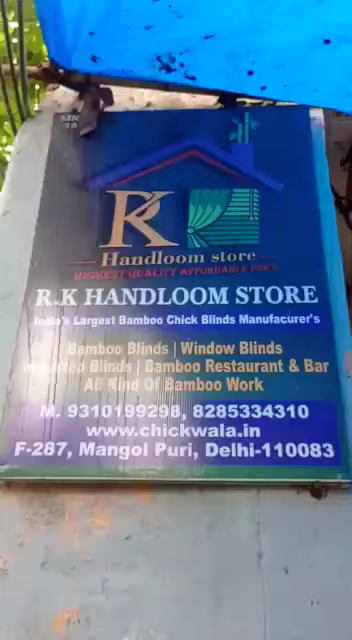 RK
Handloom store
HIGHEST QUALITY AFFORDABLE PRICE
R.K HANDLOOM STORE
India's Largest Bamboo Chick Blinds Manufacurer's
Bamboo Blinds | Window Blinds
Blinds | Bamboo Restaurant & Bar
All Kind Of Bamboo Work
M. 9310199298, 8285334310
www.chickwala.in
F-287, Mangol Puri, Delhi-110083